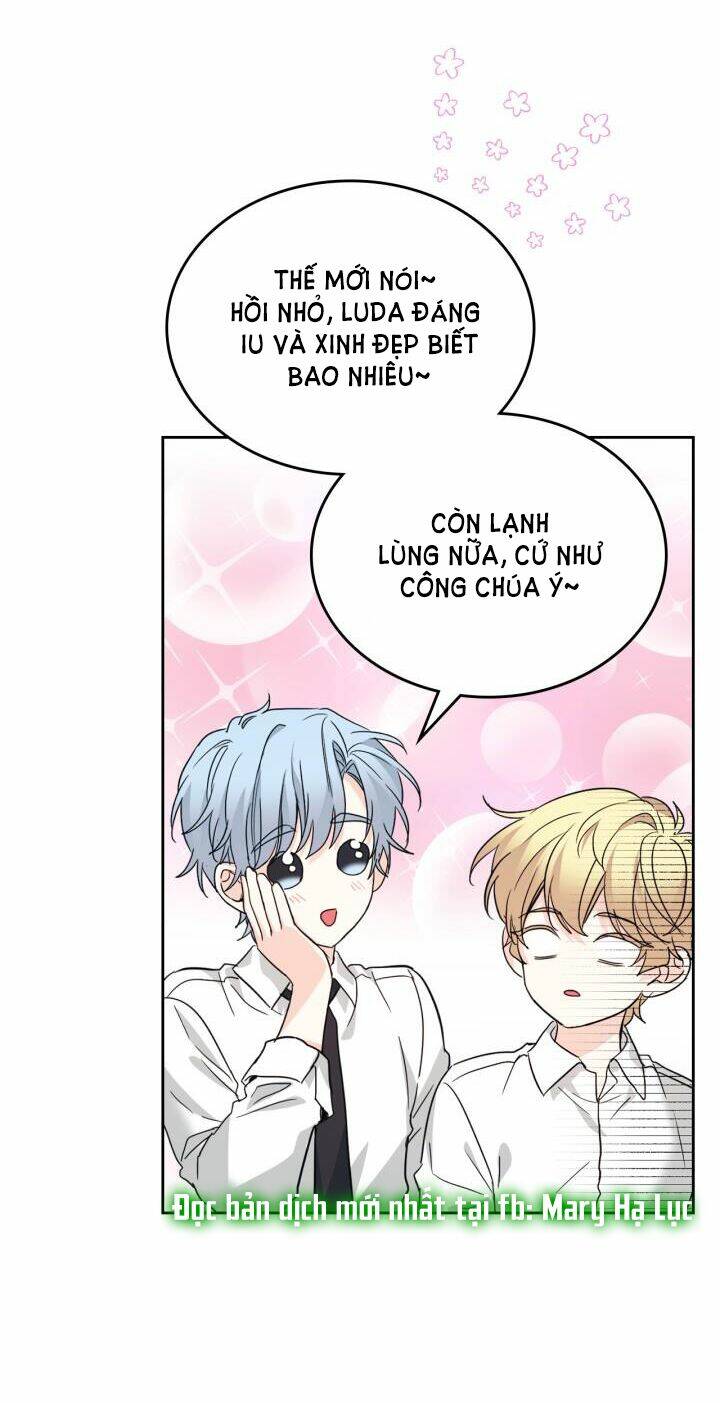 THẾ MỚI NÓI~
HỒI NHỎ, LUDA ĐÁNG
IU VÀ XINH ĐẸP BIẾT
BAO NHIÊU~
CÒN LẠNH
LÙNG NỮA, CỨ NHƯ
CÔNG CHÚA Ý~
Đọc bản dịch mới nhất tại fb: Mary Hạ Lục